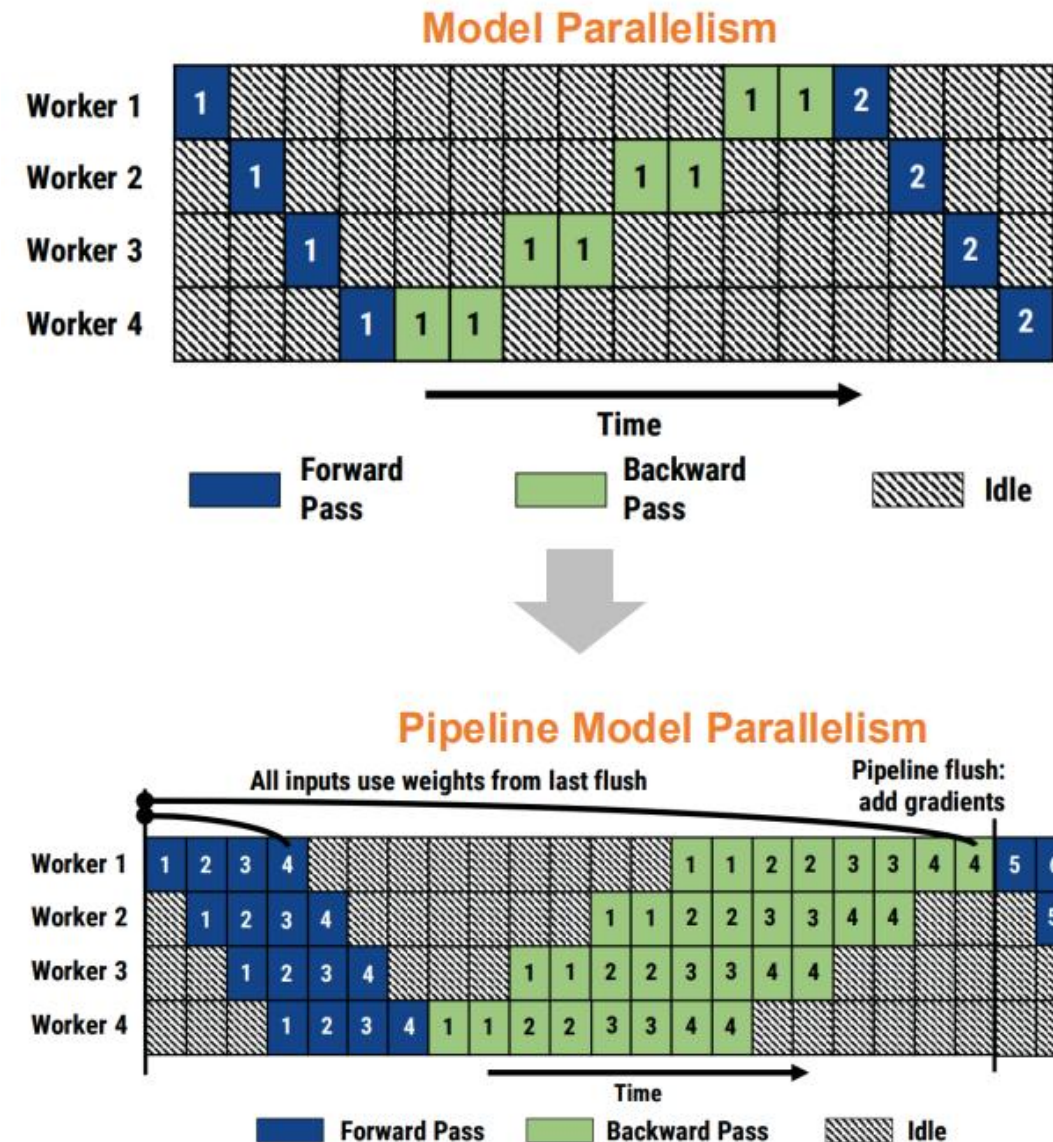 Model Parallelism
Worker 1 1 1 1 2
Worker 2 1 1 1 2
Worker 3 1 1 1 2
Worker 4 1 1 1 2
Time
Forward Pass
Backward Pass
Idle
Pipeline Model Parallelism
All inputs use weights from last flush
Pipeline flush:
add gradients
Worker 1 1 2 3 4 1 1 2 2 3 3 4 4 5
Worker 2 1 2 3 4 1 1 2 2 3 3 4 4 5
Worker 3 1 2 3 4 1 1 2 2 3 3 4 4
Worker 4 1 2 3 4 1 1 2 2 3 3 4 4
Time
Forward Pass
Backward Pass
Idle